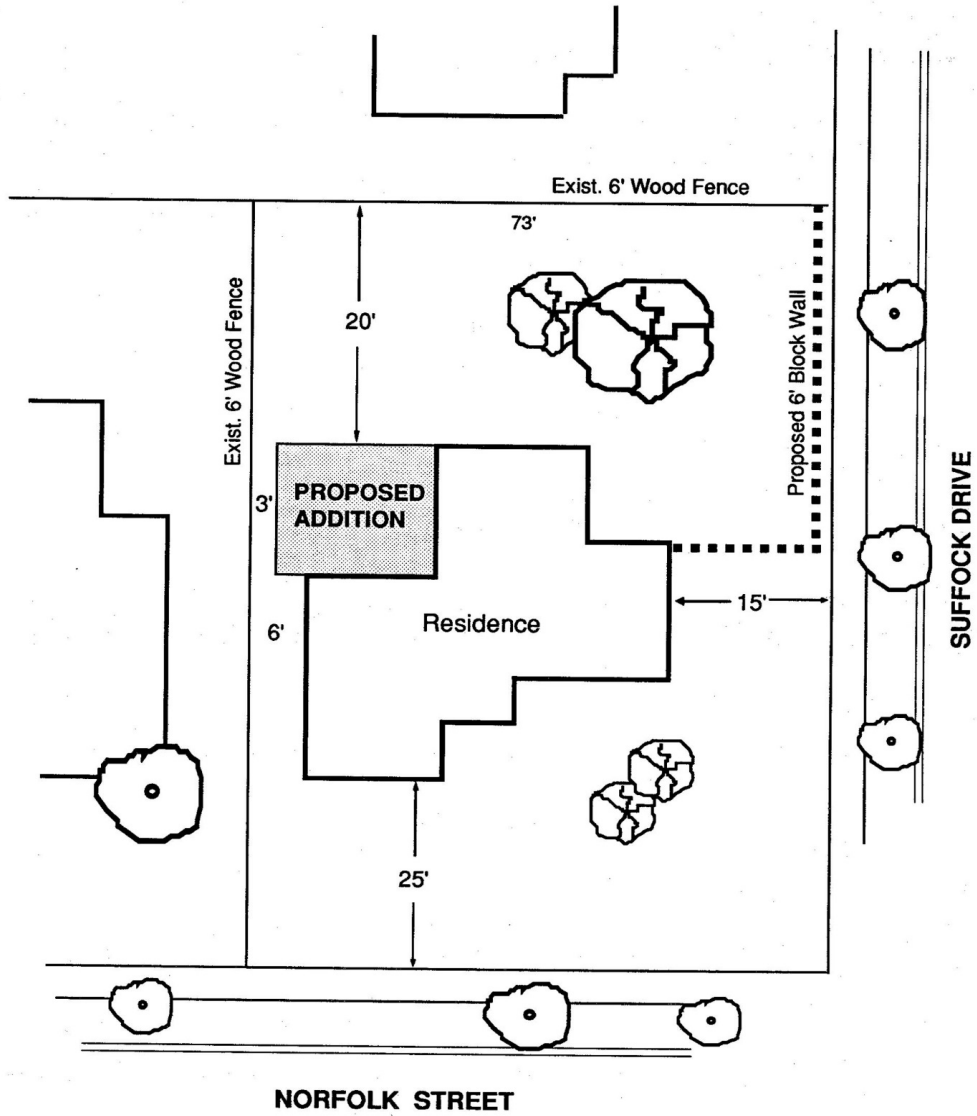 Exist. 6' Wood Fence
73'
Exist. 6' Wood Fence
20'
Proposed 6' Block Wall
3'
PROPOSED
ADDITION
SUFFOCK DRIVE
15'
6'
Residence
25'
NORFOLK STREET